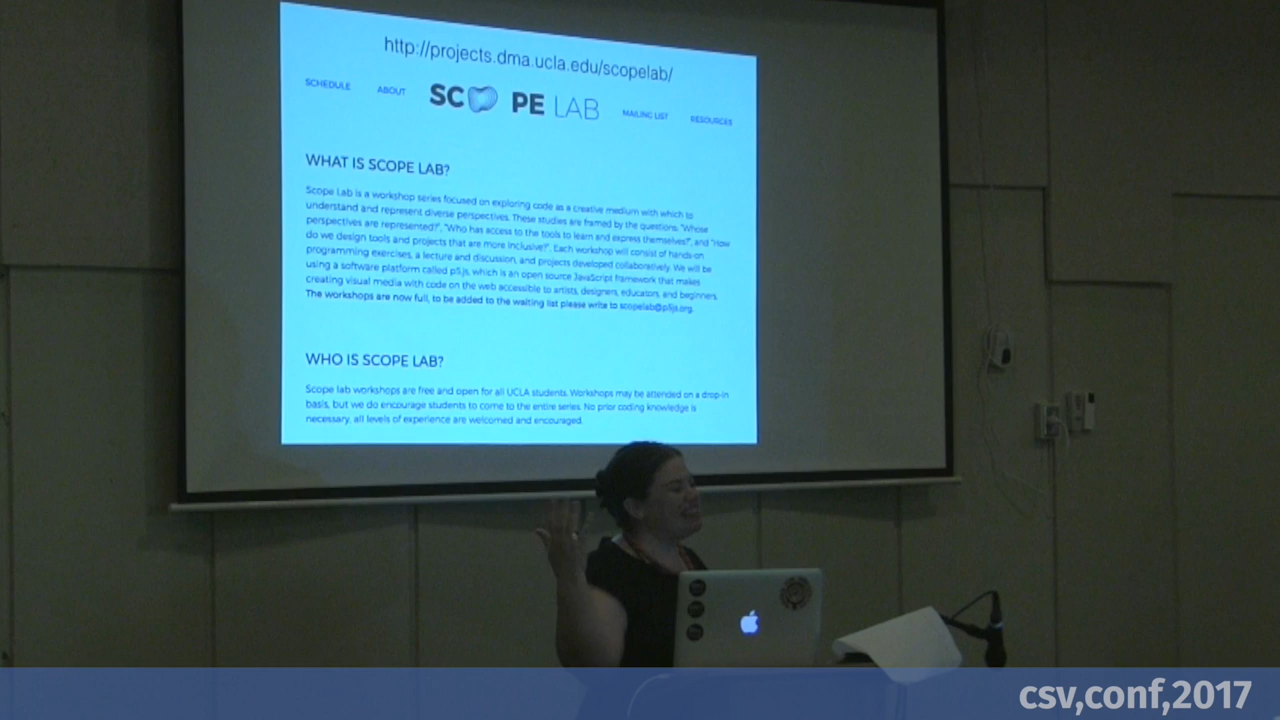 http://projects.dma.ucla.edu/scopelab/
SCHEDULE ABOUT SCOPE LAB MAILING LIST RESOURCES
WHAT IS SCOPE LAB?
Scope Lab is a workshop series focused on exploring code as a creative medium with which to
understand and represent diverse perspectives. These studies are framed by the questions, "Whose
perspectives are represented?", "Who has access to the tools to learn and express themselves?", and "How
do we design tools and projects that are more inclusive?". Each workshop will consist of hands-on
programming exercises, a lecture and discussion, and projects developed collaboratively. We will be
using a software platform called p5.js, which is an open source JavaScript framework that makes
creating visual media with code on the web accessible to artists, designers, educators, and beginners.
The workshops are now full, to be added to the waiting list please write to scopelab@p5js.org.
WHO IS SCOPE LAB?
Scope lab workshops are free and open for all UCLA students. Workshops may be attended on a drop-in
basis, but we do encourage students to come to the entire series. No prior coding knowledge is
necessary, all levels of experience are welcomed and encouraged.
csv,conf,2017